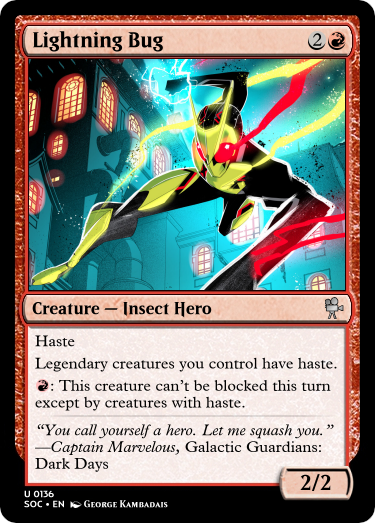 Lightning Bug 2
Creature — Insect Hero
Haste
Legendary creatures you control have haste.
: This creature can't be blocked this turn
except by creatures with haste.
“You call yourself a hero. Let me squash you.”
—Captain Marvelous, Galactic Guardians:
Dark Days
2/2
U 0136
SOC • EN George Kambadais